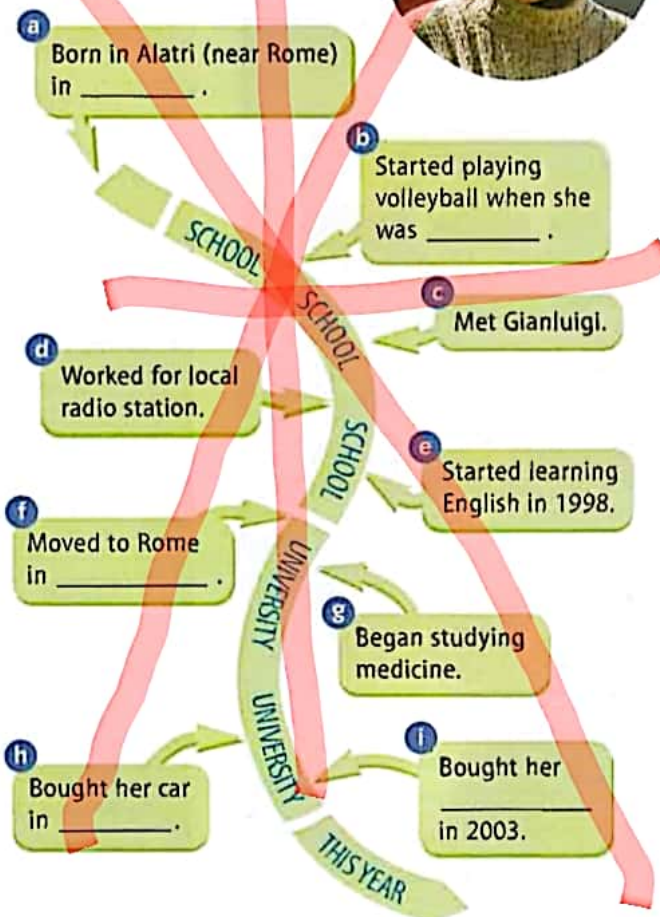 a
Born in Alatri (near Rome)
in ________ .
b
Started playing
volleyball when she
was ________ .
SCHOOL
c
Met Gianluigi.
SCHOOL
d
Worked for local
radio station.
SCHOOL
e
Started learning
English in 1998.
f
Moved to Rome
in ___________ .
UNIVERSITY
g
Began studying
medicine.
UNIVERSITY
h
Bought her car
in ________ .
i
Bought her
___________
in 2003.
THIS YEAR